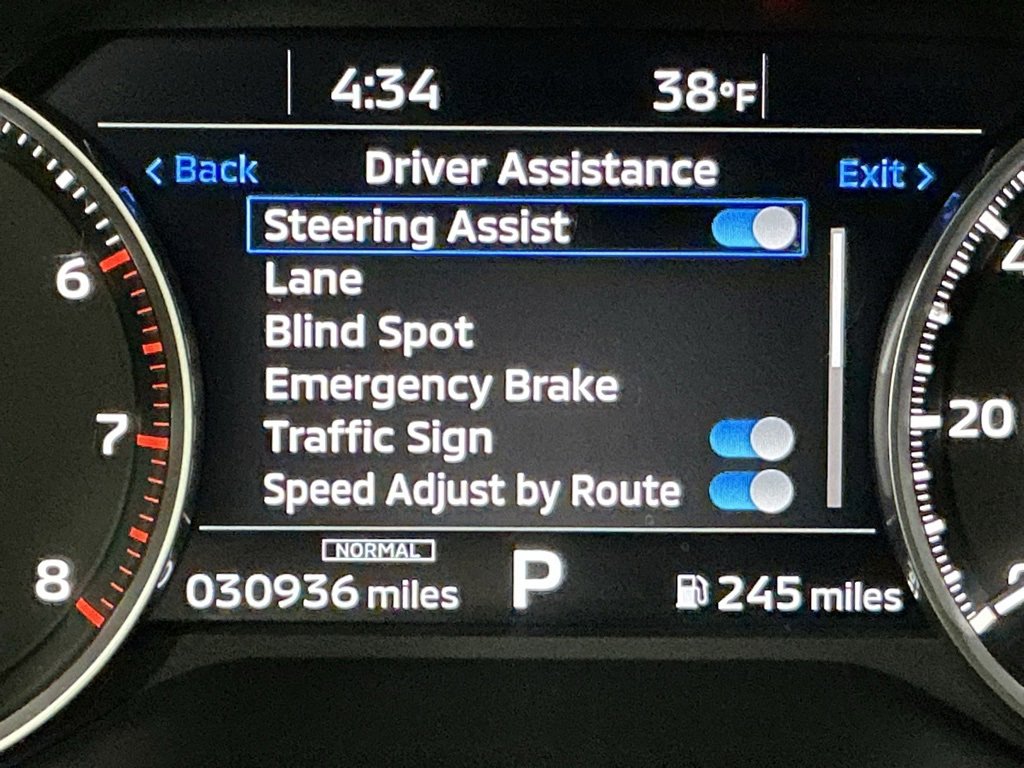 4:34 38°F
< Back Driver Assistance Exit >
Steering Assist
Lane
Blind Spot
Emergency Brake
Traffic Sign
Speed Adjust by Route
NORMAL
030936 miles P 245 miles
6
7
8
20